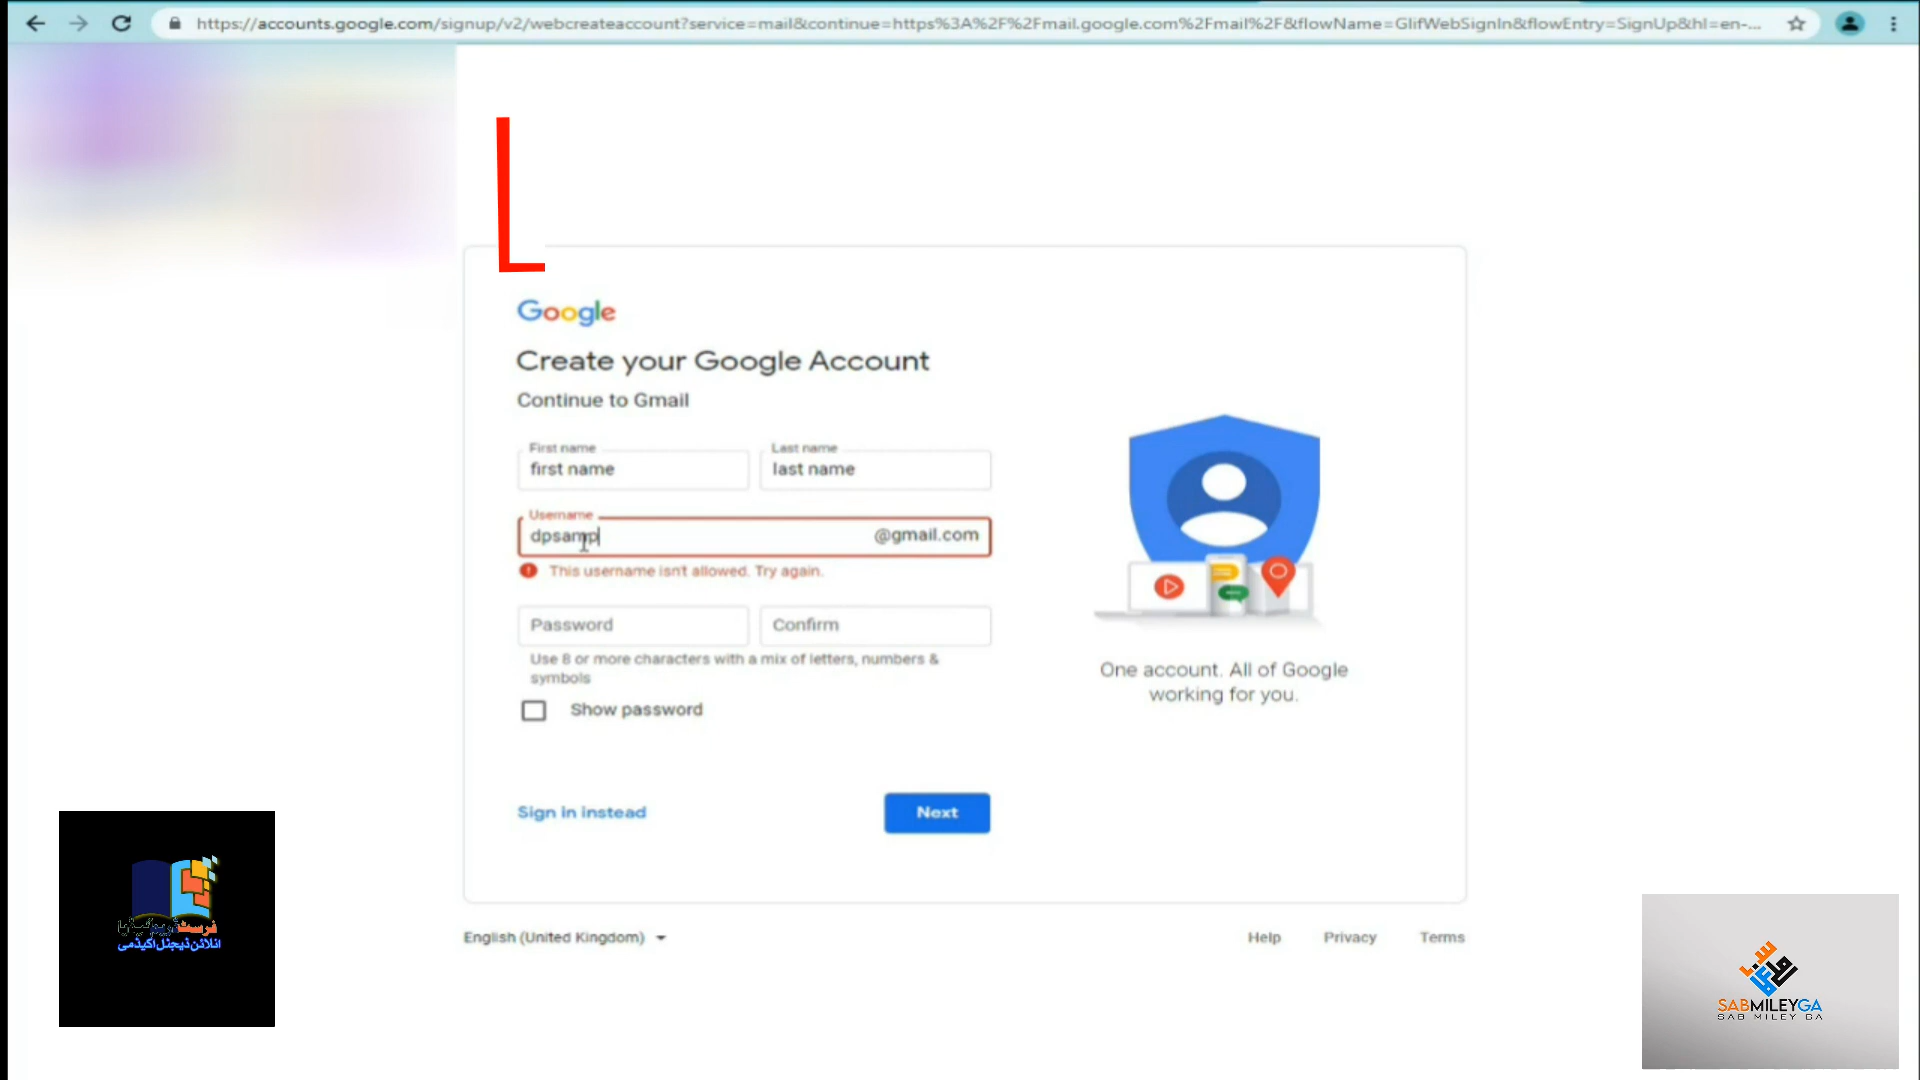 https://accounts.google.com/signup/v2/webcreateaccount?service=mail&continue=https%3A%2F%2Fmail.google.com%2Fmail%2F&flowName=GlifWebSignIn&flowEntry=SignUp&hl=en-...
Google
Create your Google Account
Continue to Gmail
First name
first name
Last name
last name
Username
dpsamp
@gmail.com
This username isn't allowed. Try again.
Password
Confirm
Use 8 or more characters with a mix of letters, numbers &
symbols
Show password
One account. All of Google
working for you.
Sign in instead
Next
English (United Kingdom)
Help
Privacy
Terms
انلائن ڈیجٹل اکیڈمی
SABMILEYGA
SAB MILEY GA